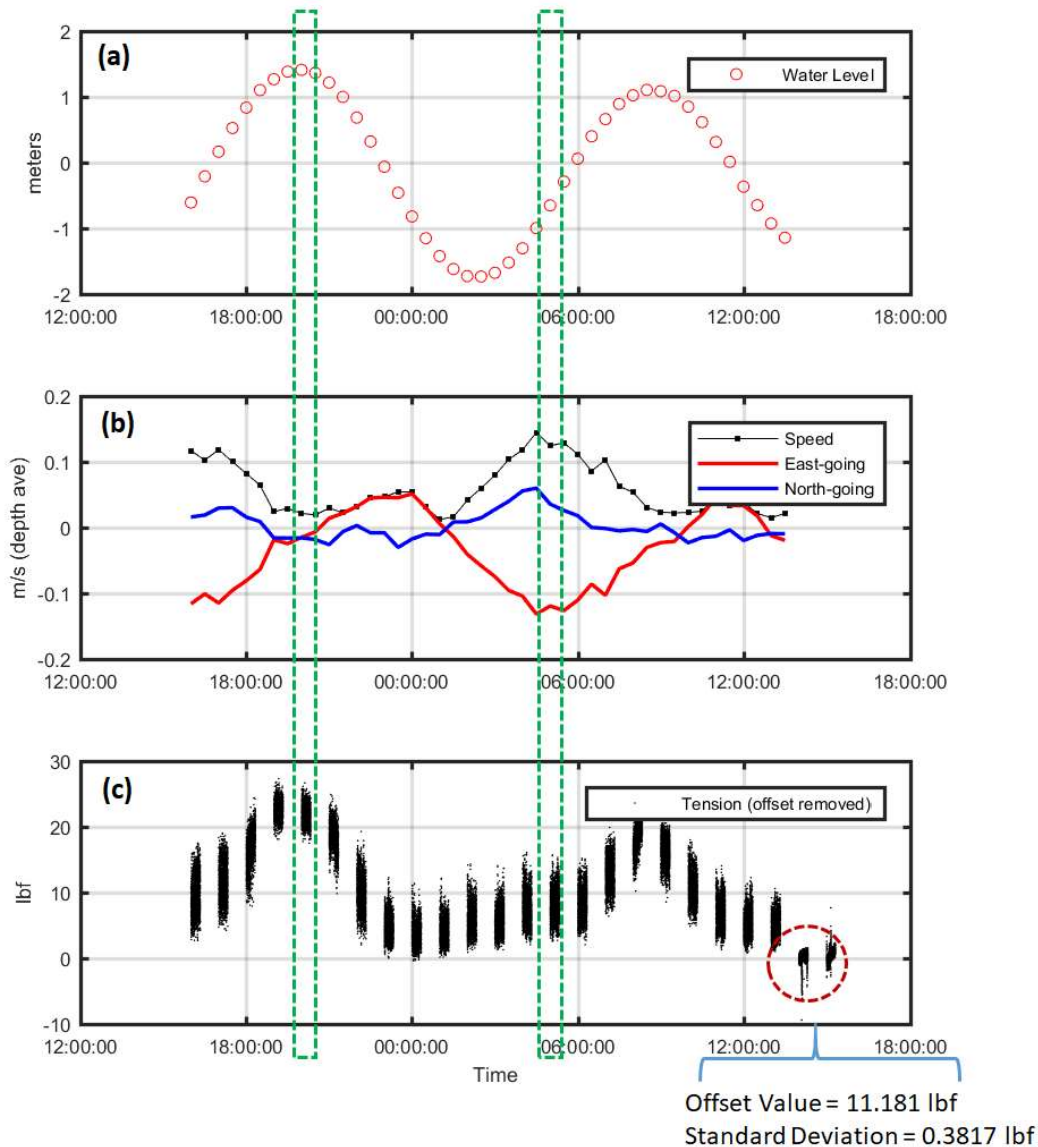 (a)
2
1
0
-1
-2
meters
Water Level
12:00:00 18:00:00 00:00:00 06:00:00 12:00:00 18:00:00
(b)
0.2
0.1
0
-0.1
-0.2
m/s (depth ave)
Speed
East-going
North-going
12:00:00 18:00:00 00:00:00 06:00:00 12:00:00 18:00:00
(c)
30
20
10
0
-10
lbf
Tension (offset removed)
12:00:00 18:00:00 00:00:00 06:00:00 12:00:00 18:00:00
Time
Offset Value = 11.181 lbf
Standard Deviation = 0.3817 lbf